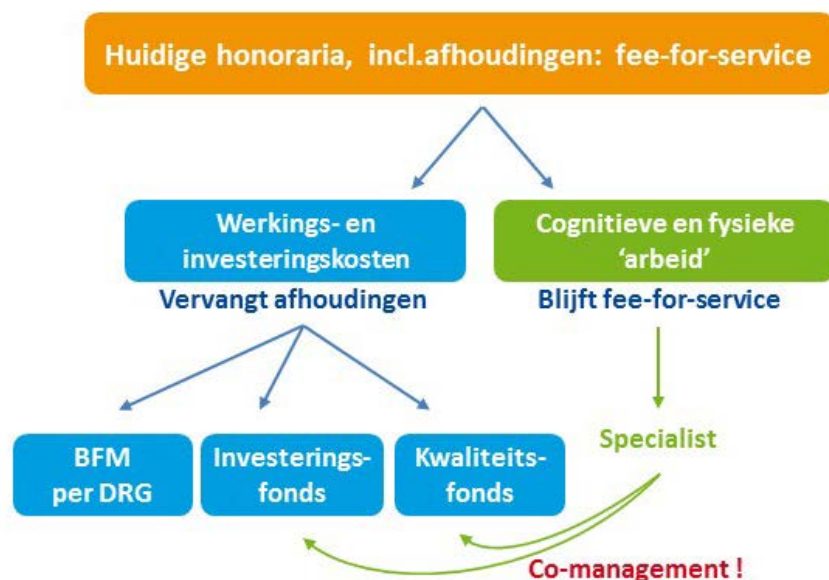 Huidige honoraria, incl.afhoudingen: fee-for-service
Werkings- en
investeringskosten
Cognitieve en fysieke
‘arbeid’
Vervangt afhoudingen
Blijft fee-for-service
BFM
per DRG
Investerings-
fonds
Kwaliteits-
fonds
Specialist
Co-management !